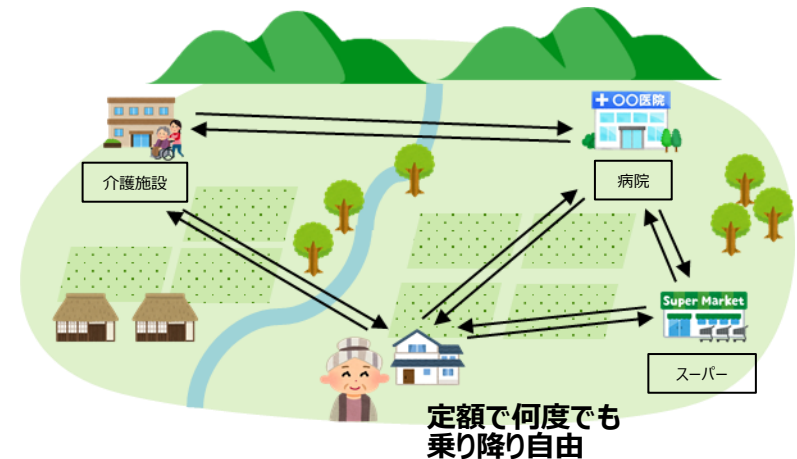 ○○医院
介護施設
病院
Super Market
スーパー
定額で何度でも
乗り降り自由